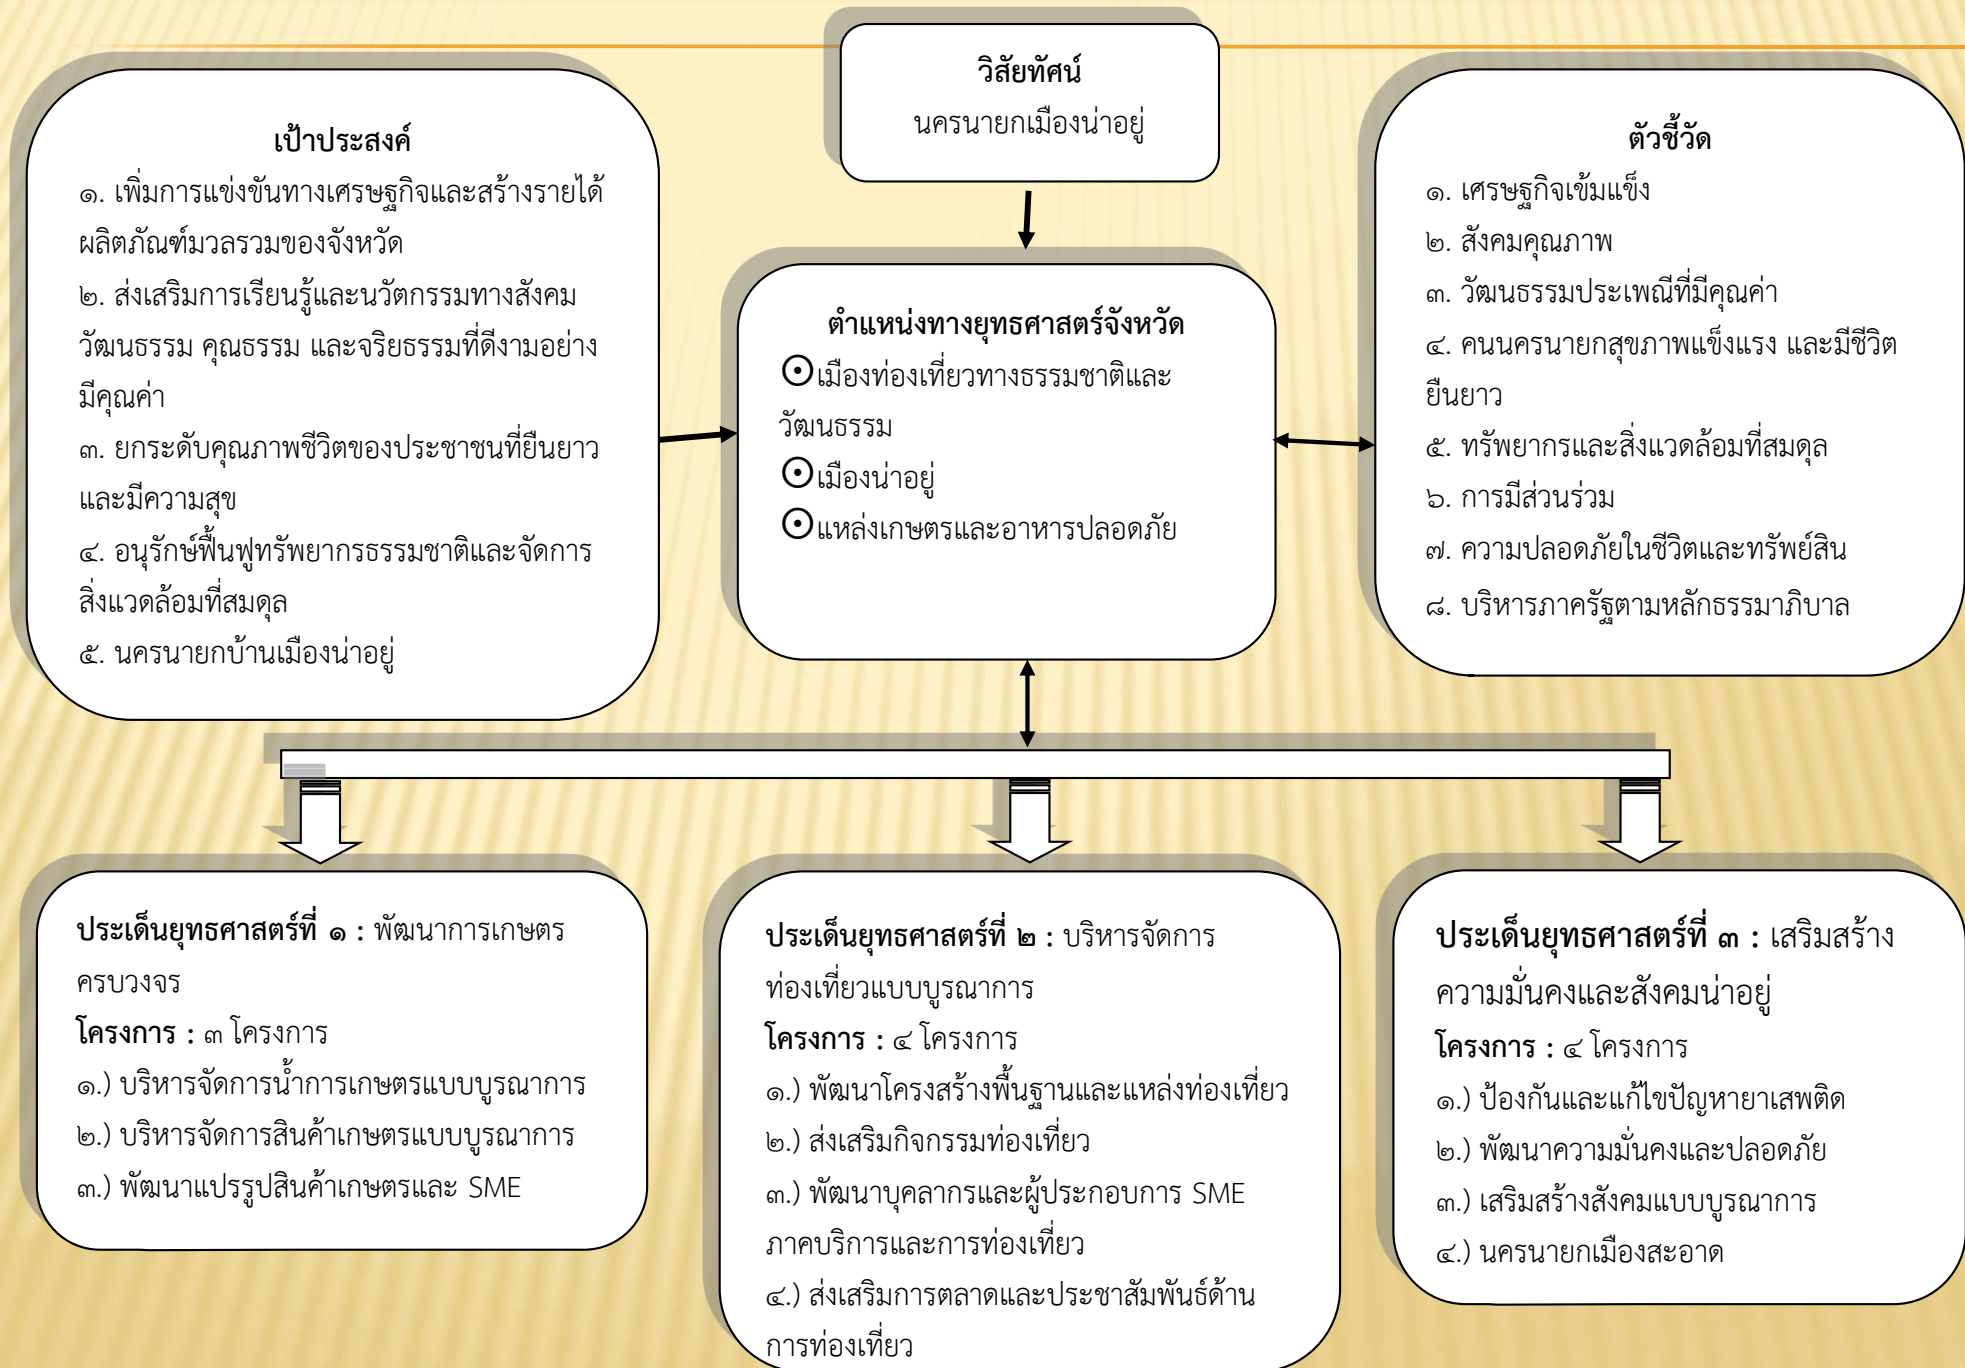 วิสัยทัศน์
นครนายกเมืองน่าอยู่
เป้าประสงค์
๑. เพิ่มการแข่งขันทางเศรษฐกิจและสร้างรายได้
ผลิตภัณฑ์มวลรวมของจังหวัด
๒. ส่งเสริมการเรียนรู้และนวัตกรรมทางสังคม
วัฒนธรรม คุณธรรม และจริยธรรมที่ดีงามอย่าง
มีคุณค่า
๓. ยกระดับคุณภาพชีวิตของประชาชนที่ยืนยาว
และมีความสุข
๔. อนุรักษ์ฟื้นฟูทรัพยากรธรรมชาติและจัดการ
สิ่งแวดล้อมที่สมดุล
๕. นครนายกบ้านเมืองน่าอยู่
ตำแหน่งทางยุทธศาสตร์จังหวัด
⊙เมืองท่องเที่ยวทางธรรมชาติและ
วัฒนธรรม
⊙เมืองน่าอยู่
⊙แหล่งเกษตรและอาหารปลอดภัย
ตัวชี้วัด
๑. เศรษฐกิจเข้มแข็ง
๒. สังคมคุณภาพ
๓. วัฒนธรรมประเพณีที่มีคุณค่า
๔. คนนครนายกสุขภาพแข็งแรง และมีชีวิต
ยืนยาว
๕. ทรัพยากรและสิ่งแวดล้อมที่สมดุล
๖. การมีส่วนร่วม
๗. ความปลอดภัยในชีวิตและทรัพย์สิน
๘. บริหารภาครัฐตามหลักธรรมาภิบาล
ประเด็นยุทธศาสตร์ที่ ๑ : พัฒนาการเกษตร
ครบวงจร
โครงการ : ๓ โครงการ
๑.) บริหารจัดการน้ำการเกษตรแบบบูรณาการ
๒.) บริหารจัดการสินค้าเกษตรแบบบูรณาการ
๓.) พัฒนาแปรรูปสินค้าเกษตรและ SME
ประเด็นยุทธศาสตร์ที่ ๒ : บริหารจัดการ
ท่องเที่ยวแบบบูรณาการ
โครงการ : ๔ โครงการ
๑.) พัฒนาโครงสร้างพื้นฐานและแหล่งท่องเที่ยว
๒.) ส่งเสริมกิจกรรมท่องเที่ยว
๓.) พัฒนาบุคลากรและผู้ประกอบการ SME
ภาคบริการและการท่องเที่ยว
๔.) ส่งเสริมการตลาดและประชาสัมพันธ์ด้าน
การท่องเที่ยว
ประเด็นยุทธศาสตร์ที่ ๓ : เสริมสร้าง
ความมั่นคงและสังคมน่าอยู่
โครงการ : ๔ โครงการ
๑.) ป้องกันและแก้ไขปัญหายาเสพติด
๒.) พัฒนาความมั่นคงและปลอดภัย
๓.) เสริมสร้างสังคมแบบบูรณาการ
๔.) นครนายกเมืองสะอาด